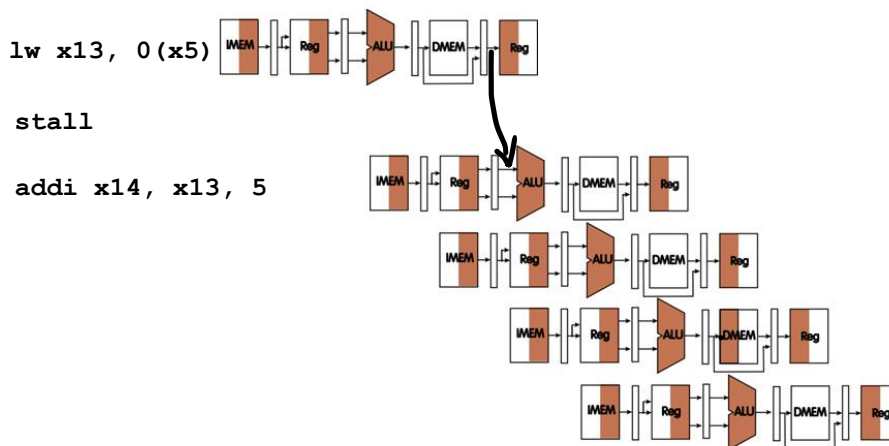 IMEM Reg ALU DMEM Reg
lw x13, 0(x5)
stall
IMEM Reg ALU DMEM Reg
addi x14, x13, 5
IMEM Reg ALU DMEM Reg
IMEM Reg ALU DMEM Reg
IMEM Reg ALU DMEM Reg